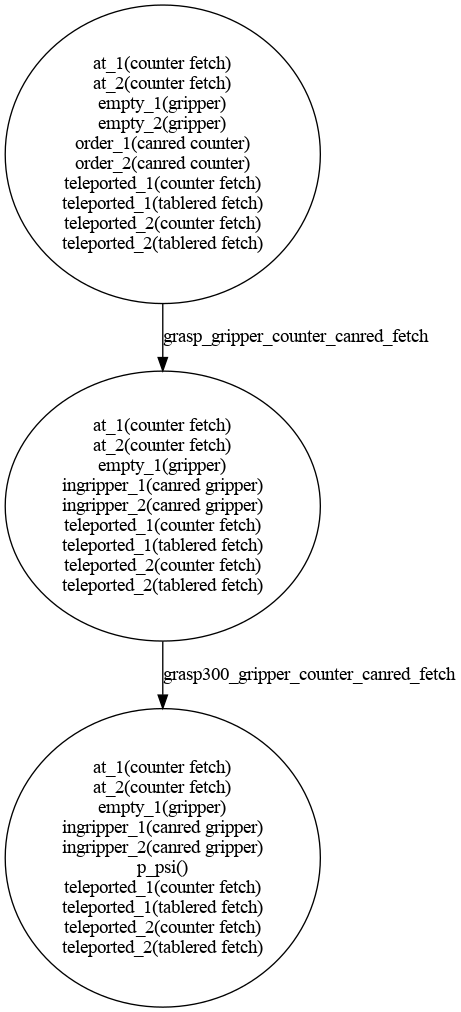 at_1(counter fetch)
at_2(counter fetch)
empty_1(gripper)
empty_2(gripper)
order_1(canred counter)
order_2(canred counter)
teleported_1(counter fetch)
teleported_1(tablered fetch)
teleported_2(counter fetch)
teleported_2(tablered fetch)
grasp_gripper_counter_canred_fetch
at_1(counter fetch)
at_2(counter fetch)
empty_1(gripper)
ingripper_1(canred gripper)
ingripper_2(canred gripper)
teleported_1(counter fetch)
teleported_1(tablered fetch)
teleported_2(counter fetch)
teleported_2(tablered fetch)
grasp300_gripper_counter_canred_fetch
at_1(counter fetch)
at_2(counter fetch)
empty_1(gripper)
ingripper_1(canred gripper)
ingripper_2(canred gripper)
p_psi()
teleported_1(counter fetch)
teleported_1(tablered fetch)
teleported_2(counter fetch)
teleported_2(tablered fetch)